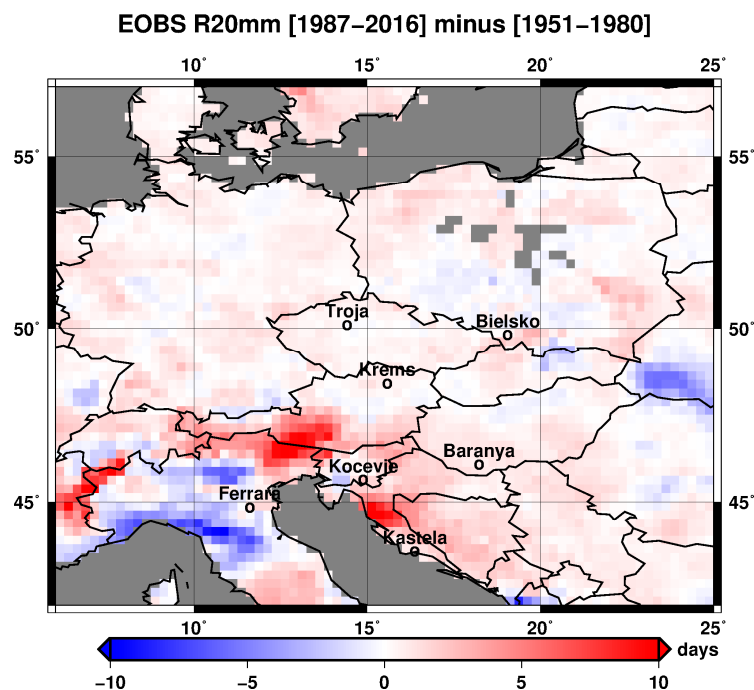 EOBS R20mm [1987−2016] minus [1951−1980]
10˚ 15˚ 20˚ 25˚
55˚ 55˚
50˚ 50˚
Troja
Bielsko
Krems
Baranya
Kocevje
45˚ 45˚
Ferrara
Kastela
10˚ 15˚ 20˚ 25˚
days
−10 −5 0 5 10